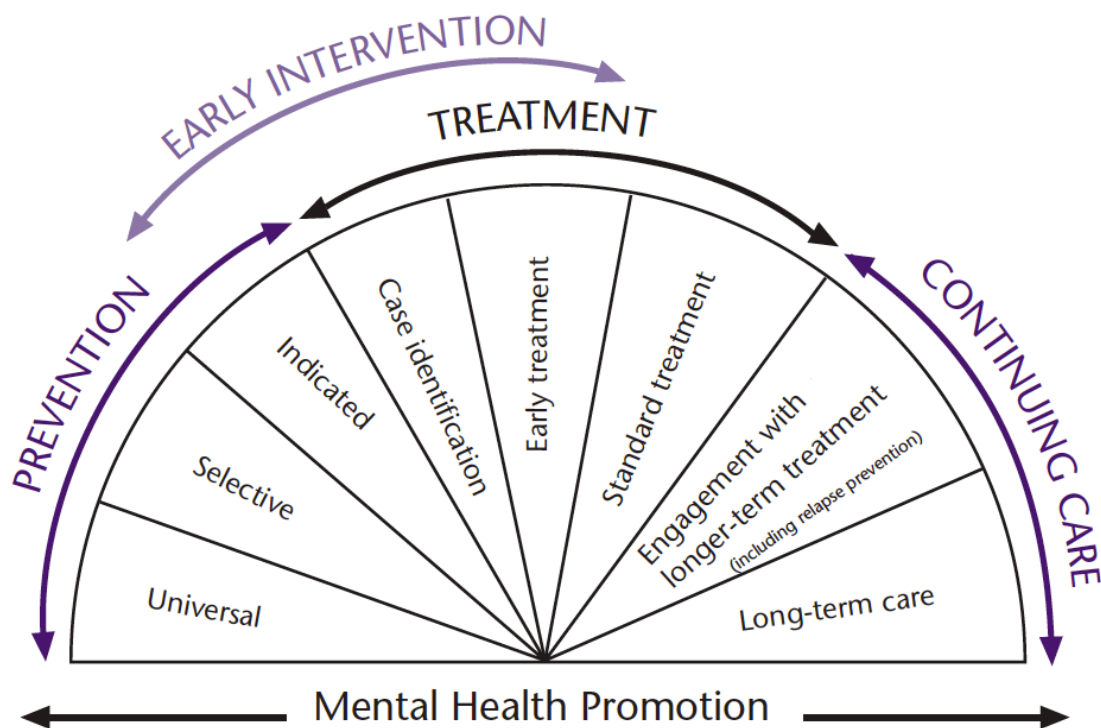 EARLY INTERVENTION
TREATMENT
PREVENTION
CONTINUING CARE
Universal
Selective
Indicated
Case identification
Early treatment
Standard treatment
Engagement with
longer-term treatment
(including relapse prevention)
Long-term care
Mental Health Promotion